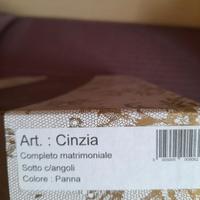 Art. : Cinzia
Completo matrimoniale
Sotto c/angoli
Colore : Panna